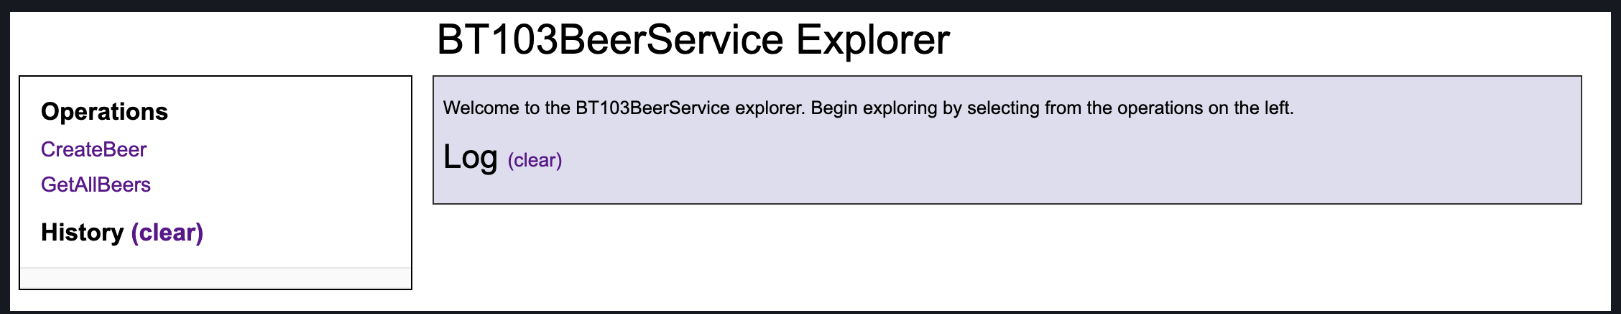 BT103BeerService Explorer
Operations
CreateBeer
GetAllBeers
History (clear)
Welcome to the BT103BeerService explorer. Begin exploring by selecting from the operations on the left.
Log (clear)